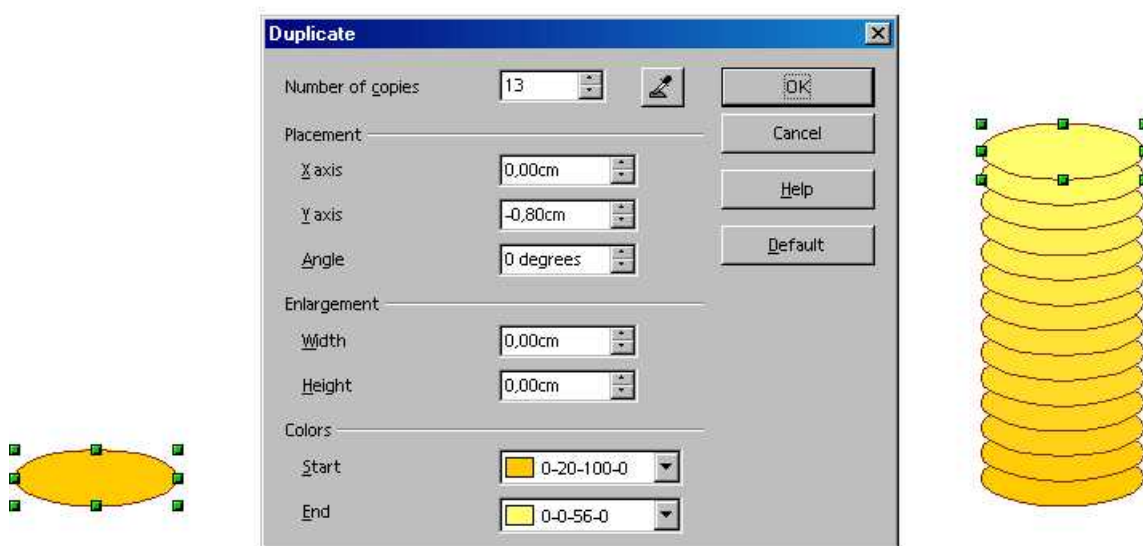 Duplicate
Number of copies 13
OK
Placement
Cancel
X axis 0,00cm
Help
Y axis -0,80cm
Default
Angle 0 degrees
Enlargement
Width 0,00cm
Height 0,00cm
Colors
Start 0-20-100-0
End 0-0-56-0